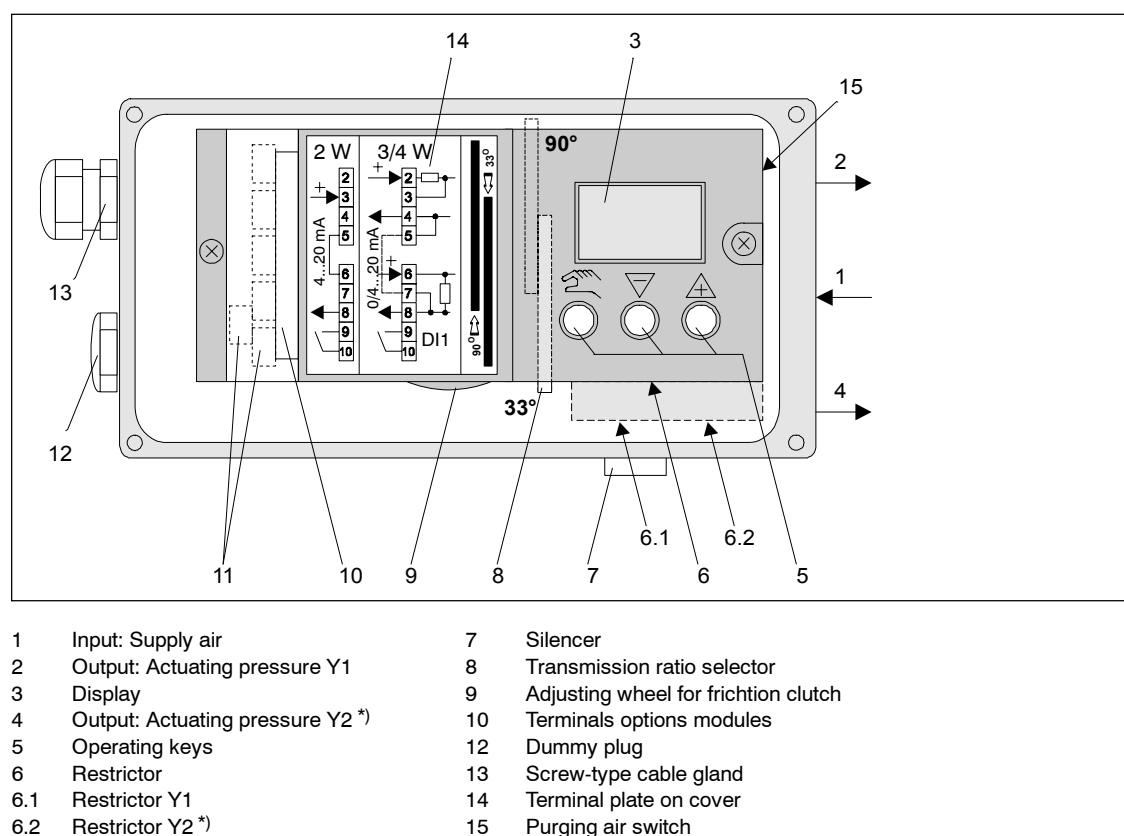 14
3
15
2 W
3/4 W
33°
90°
2
+
2
3
+
3
4
4
5
5
4...20 mA
0/4...20 mA
+
6
6
7
7
8
8
9
9
DI1
10
10
90°
33°
2
1
4
13
12
11
10
9
8
7
6.1
6.2
6
5
1 Input: Supply air
2 Output: Actuating pressure Y1
3 Display
4 Output: Actuating pressure Y2 *)
5 Operating keys
6 Restrictor
6.1 Restrictor Y1
6.2 Restrictor Y2 *)
7 Silencer
8 Transmission ratio selector
9 Adjusting wheel for frichtion clutch
10 Terminals options modules
12 Dummy plug
13 Screw-type cable gland
14 Terminal plate on cover
15 Purging air switch